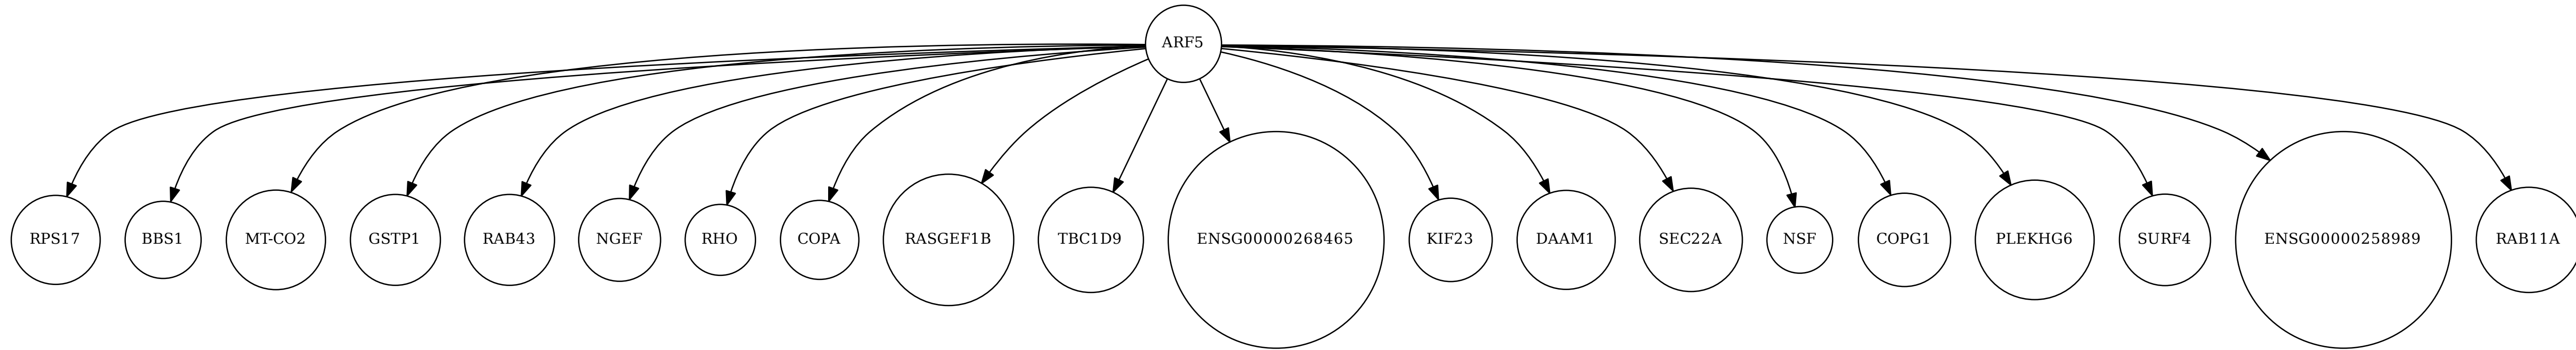 ARF5
RPS17
BBS1
MT-CO2
GSTP1
RAB43
NGEF
RHO
COPA
RASGEF1B
TBC1D9
ENSG00000268465
KIF23
DAAM1
SEC22A
NSF
COPG1
PLEKHG6
SURF4
ENSG00000258989
RAB11A